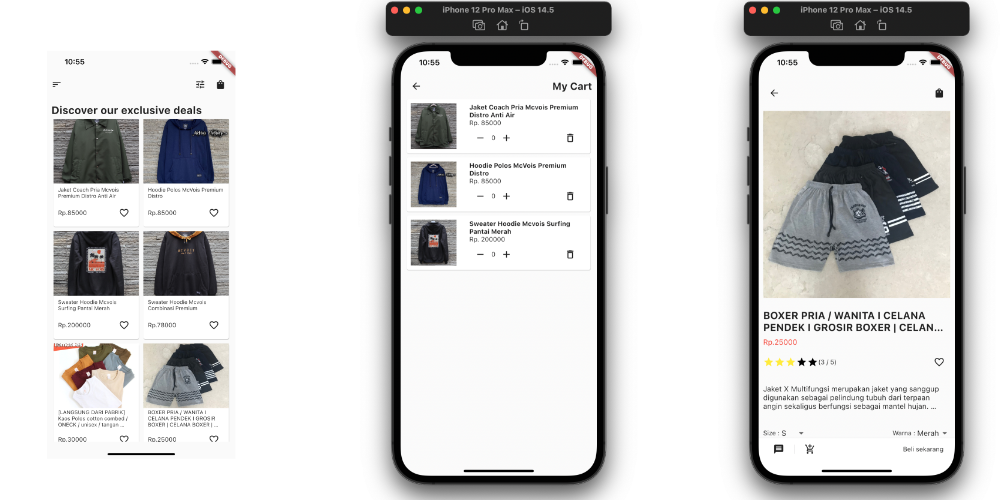 10:55
DEBUG
Discover our exclusive deals
Jaket Coach Pria Mcvois
Premium Distro Anti Air
Rp.85000
Hoodie Polos McVois Premium
Distro
Rp.85000
Sweater Hoodie Mcvois
Surfing Pantai Merah
Rp.200000
Sweater Hoodie Mcvois
Combinasi Premium
Rp.78000
[LANGSUNG DARI PABRIK]
Kaos Polos cotton combed /
ONECK / unisex / tangan ...
Rp.30000
BOXER PRIA / WANITA I
CELANA PENDEK I GROSIR
BOXER | CELANA BOXER | ...
Rp.25000
iPhone 12 Pro Max – iOS 14.5
10:55
DEBUG
My Cart
Jaket Coach Pria Mcvois Premium
Distro Anti Air
Rp. 85000
0
Hoodie Polos McVois Premium
Distro
Rp. 85000
0
Sweater Hoodie Mcvois Surfing
Pantai Merah
Rp. 200000
0
iPhone 12 Pro Max – iOS 14.5
10:55
DEBUG
BOXER PRIA / WANITA I CELANA
PENDEK I GROSIR BOXER | CELAN...
Rp.25000
(3 / 5)
Jaket X Multifungsi merupakan jaket yang sanggup
digunakan sebagai pelindung tubuh dari terpaan
angin sekaligus berfungsi sebagai mantel hujan. ...
Size : S
Warna : Merah
Beli sekarang